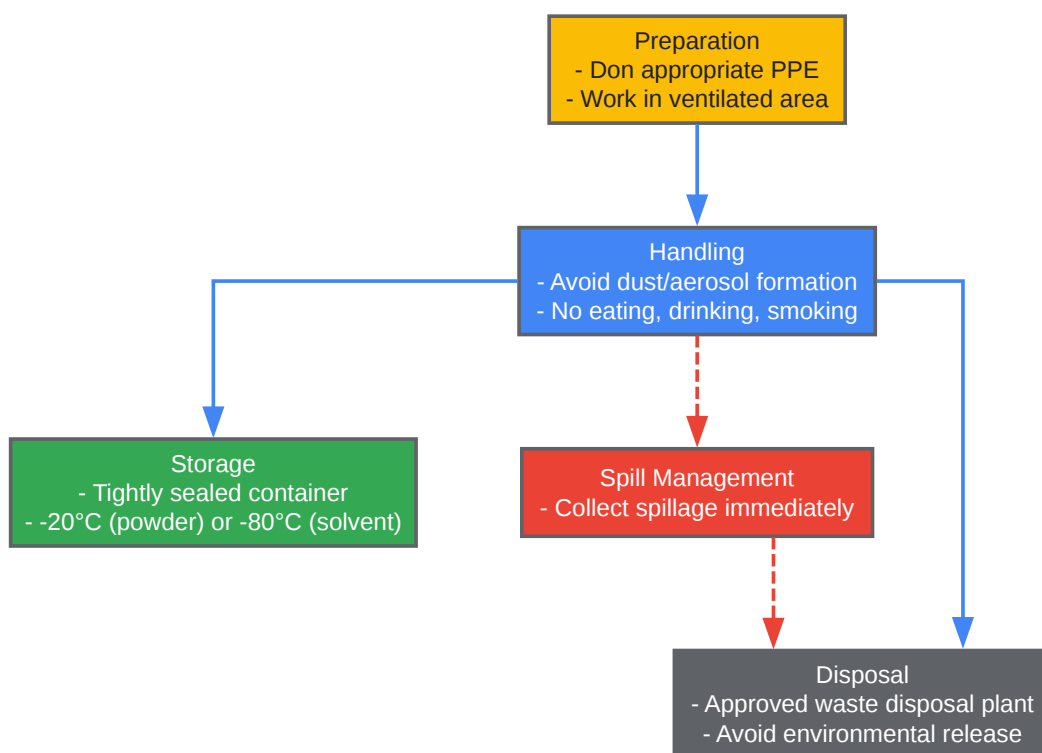 Preparation
- Don appropriate PPE
- Work in ventilated area
Handling
- Avoid dust/aerosol formation
- No eating, drinking, smoking
Storage
- Tightly sealed container
- -20°C (powder) or -80°C (solvent)
Spill Management
- Collect spillage immediately
Disposal
- Approved waste disposal plant
- Avoid environmental release